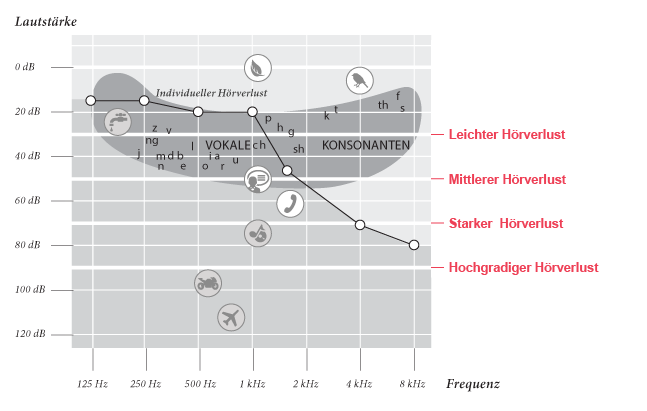 Lautstärke
0 dB
Individueller Hörverlust
20 dB
f
th s
k t
p
h g
z v
Leichter Hörverlust
ng
l VOKALE ch sh KONSONANTEN
40 dB
j m d b i a u
n e o r
Mittlerer Hörverlust
60 dB
Starker Hörverlust
80 dB
Hochgradiger Hörverlust
100 dB
120 dB
125 Hz 250 Hz 500 Hz 1 kHz 2 kHz 4 kHz 8 kHz Frequenz